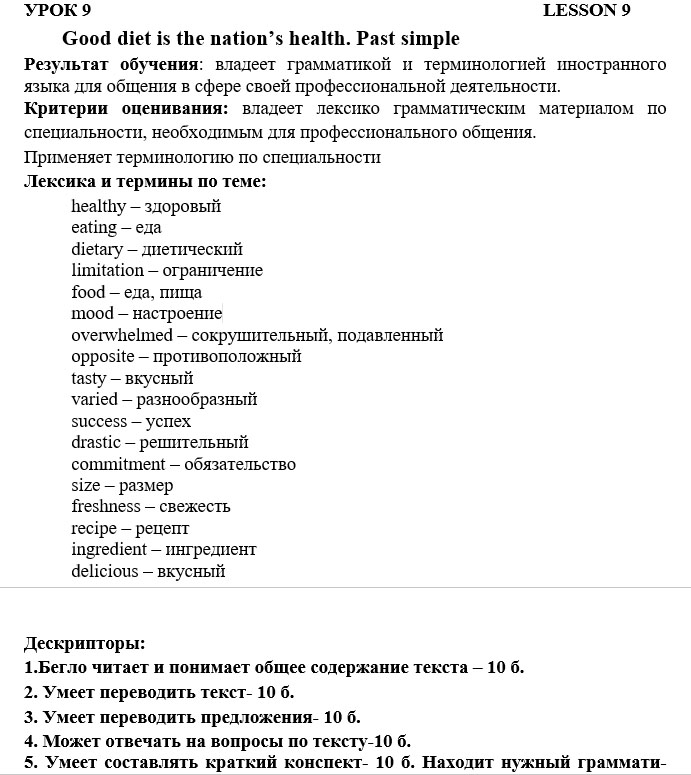 УРОК 9 LESSON 9
Good diet is the nation’s health. Past simple
Результат обучения: владеет грамматикой и терминологией иностранного
языка для общения в сфере своей профессиональной деятельности.
Критерии оценивания: владеет лексико грамматическим материалом по
специальности, необходимым для профессионального общения.
Применяет терминологию по специальности
Лексика и термины по теме:
healthy – здоровый
eating – еда
dietary – диетический
limitation – ограничение
food – еда, пища
mood – настроение
overwhelmed – сокрушительный, подавленный
opposite – противоположный
tasty – вкусный
varied – разнообразный
success – успех
drastic – решительный
commitment – обязательство
size – размер
freshness – свежесть
recipe – рецепт
ingredient – ингредиент
delicious – вкусный
Дескрипторы:
1.Бегло читает и понимает общее содержание текста – 10 б.
2. Умеет переводить текст- 10 б.
3. Умеет переводить предложения- 10 б.
4. Может отвечать на вопросы по тексту-10 б.
5. Умеет составлять краткий конспект- 10 б. Находит нужный граммати-